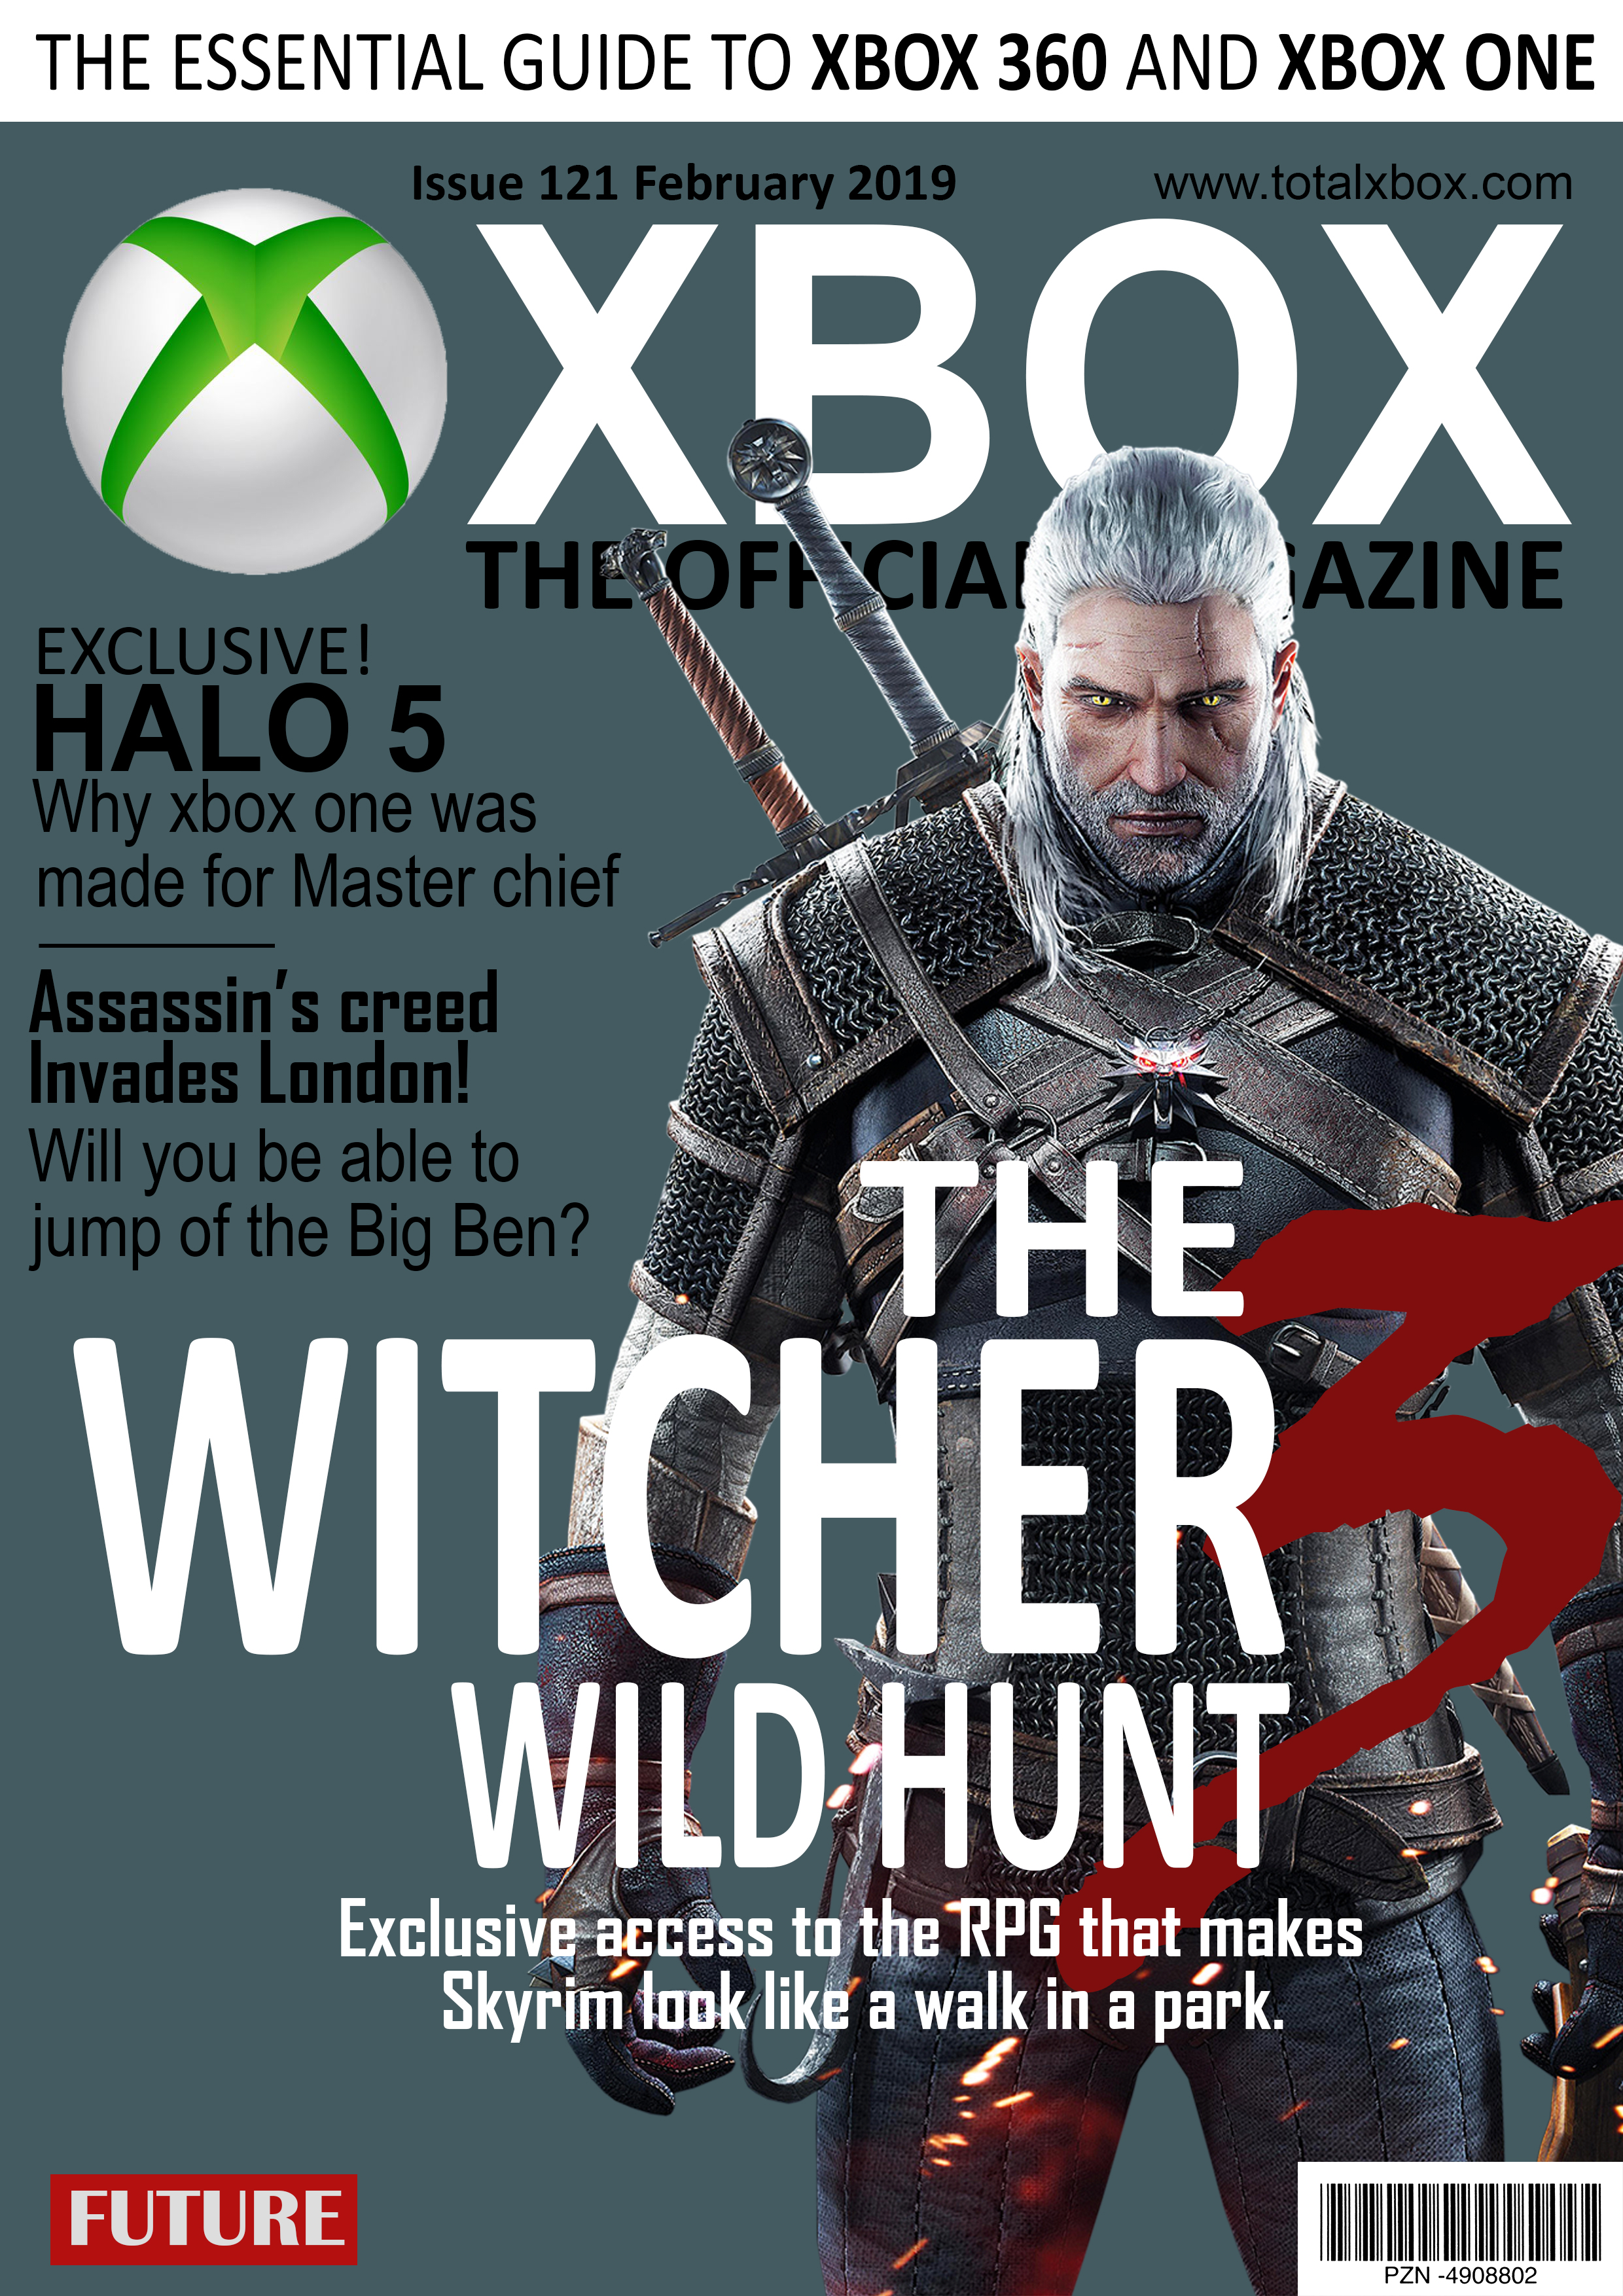 THE ESSENTIAL GUIDE TO XBOX 360 AND XBOX ONE
Issue 121 February 2019
www.totalxbox.com
XBOX
THE OFFICIAL MAGAZINE
EXCLUSIVE!
HALO 5
Why xbox one was
made for Master chief
Assassin's creed
Invades London!
Will you be able to
jump of the Big Ben?
THE
WITCHER 3
WILD HUNT
Exclusive access to the RPG that makes
Skyrim look like a walk in a park.
FUTURE
PZN -4908802